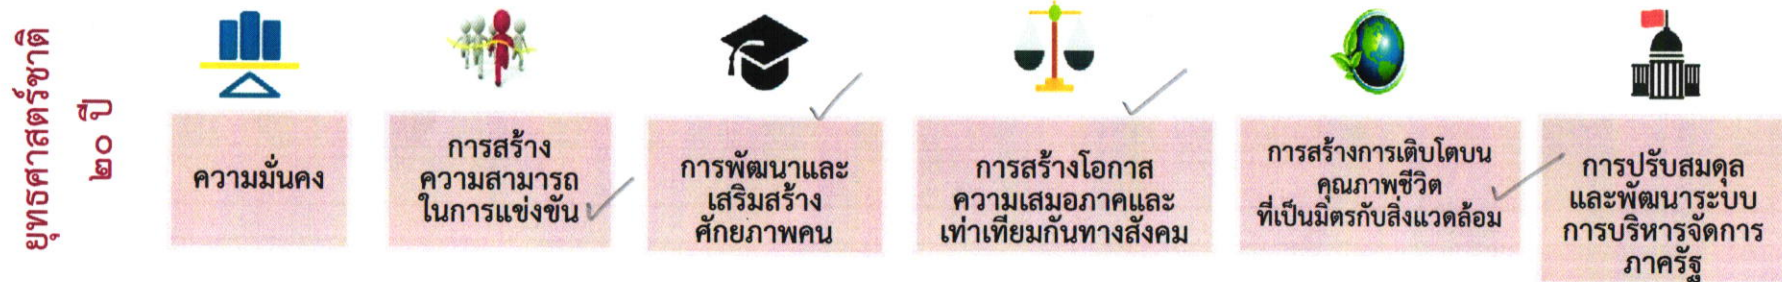 ยุทธศาสตร์ชาติ
๒๐ ปี
ความมั่นคง
การสร้าง
ความสามารถ
ในการแข่งขัน
การพัฒนาและ
เสริมสร้าง
ศักยภาพคน
การสร้างโอกาส
ความเสมอภาคและ
เท่าเทียมกันทางสังคม
การสร้างการเติบโตบน
คุณภาพชีวิต
ที่เป็นมิตรกับสิ่งแวดล้อม
การปรับสมดุล
และพัฒนาระบบ
การบริหารจัดการ
ภาครัฐ